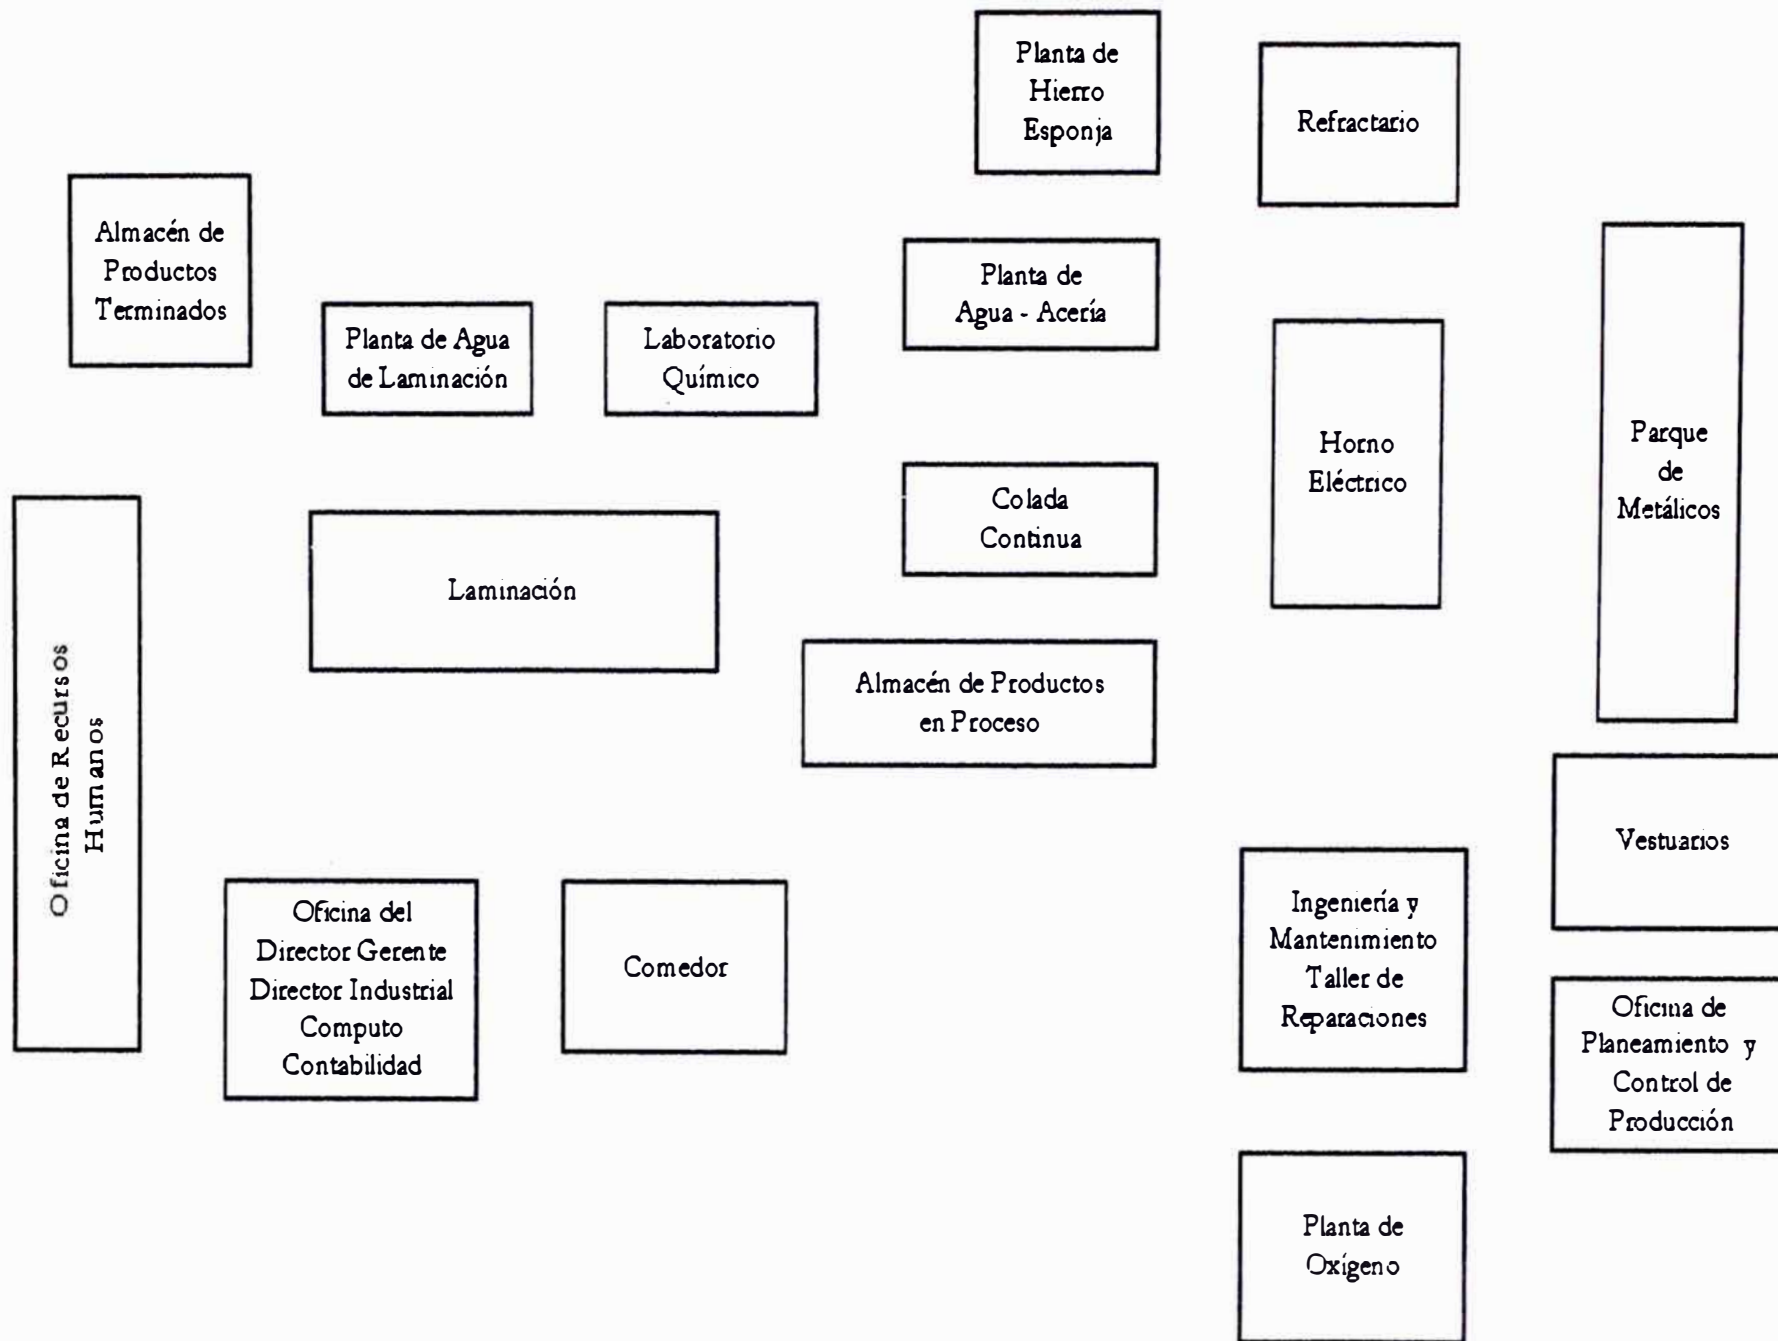 Planta de
Hierro
Esponja
Refractario
Almacén de
Productos
Terminados
Planta de Agua
de Laminación
Laboratorio
Químico
Planta de
Agua - Acería
Horno
Eléctrico
Parque
de
Metálicos
Colada
Continua
Laminación
Almacén de Productos
en Proceso
Oficina de Recursos
Humanos
Vestuarios
Oficina del
Director Gerente
Director Industrial
Computo
Contabilidad
Comedor
Ingeniería y
Mantenimiento
Taller de
Reparaciones
Oficina de
Planeamiento y
Control de
Producción
Planta de
Oxígeno